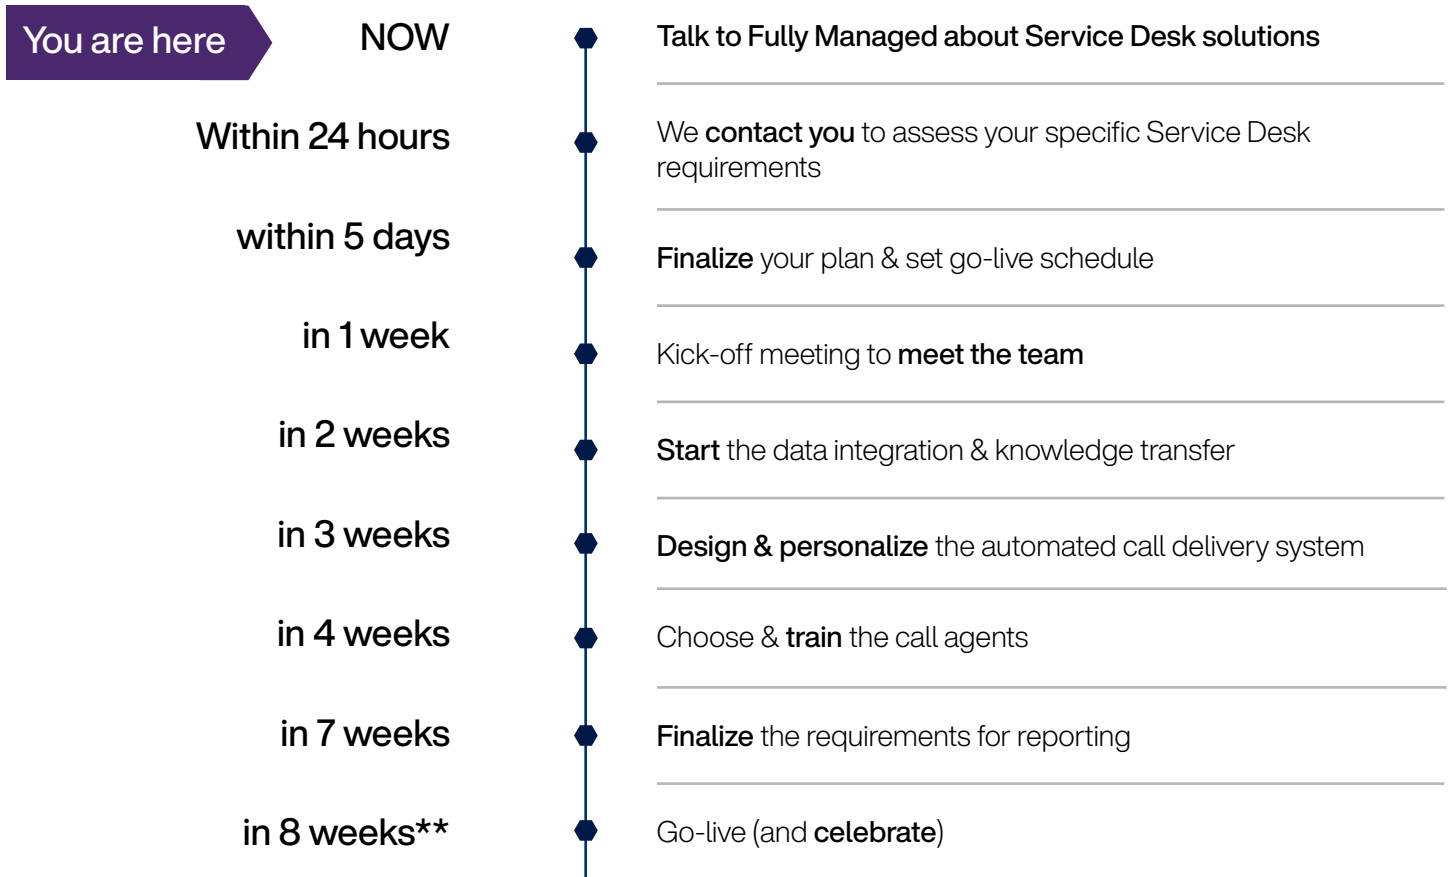 You are here
NOW
Talk to Fully Managed about Service Desk solutions
Within 24 hours
We contact you to assess your specific Service Desk
requirements
within 5 days
Finalize your plan & set go-live schedule
in 1 week
Kick-off meeting to meet the team
in 2 weeks
Start the data integration & knowledge transfer
in 3 weeks
Design & personalize the automated call delivery system
in 4 weeks
Choose & train the call agents
in 7 weeks
Finalize the requirements for reporting
in 8 weeks**
Go-live (and celebrate)